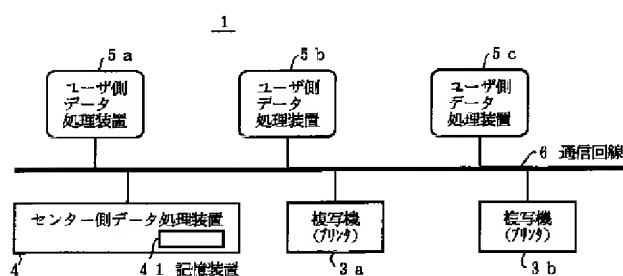 1
5a
5b
5c
ユーザ側
データ
処理装置
ユーザ側
データ
処理装置
ユーザ側
データ
処理装置
6 通信回線
センター側データ処理装置
複写機
(プリンタ)
複写機
(プリンタ)
4
41 記憶装置
3a
3b